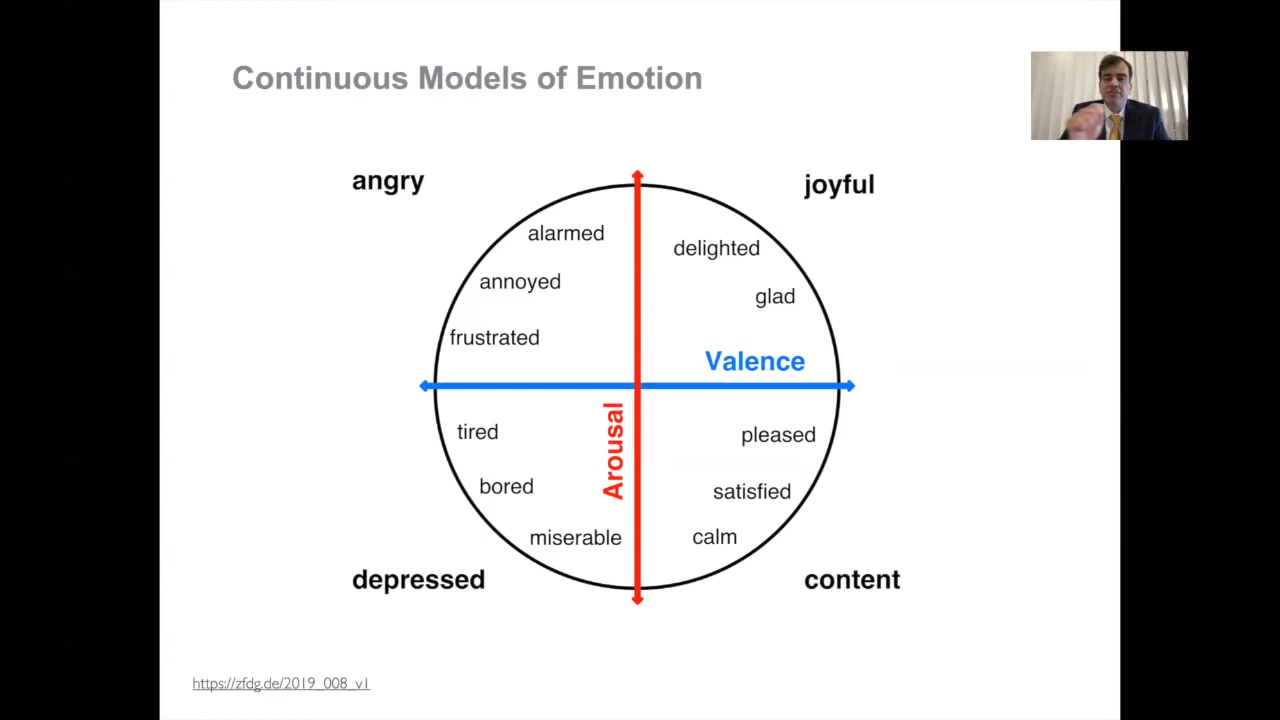 Continuous Models of Emotion
angry
joyful
alarmed
delighted
annoyed
glad
frustrated
Valence
Arousal
tired
pleased
bored
satisfied
miserable
calm
depressed
content
https://zfdg.de/2019_008_v1